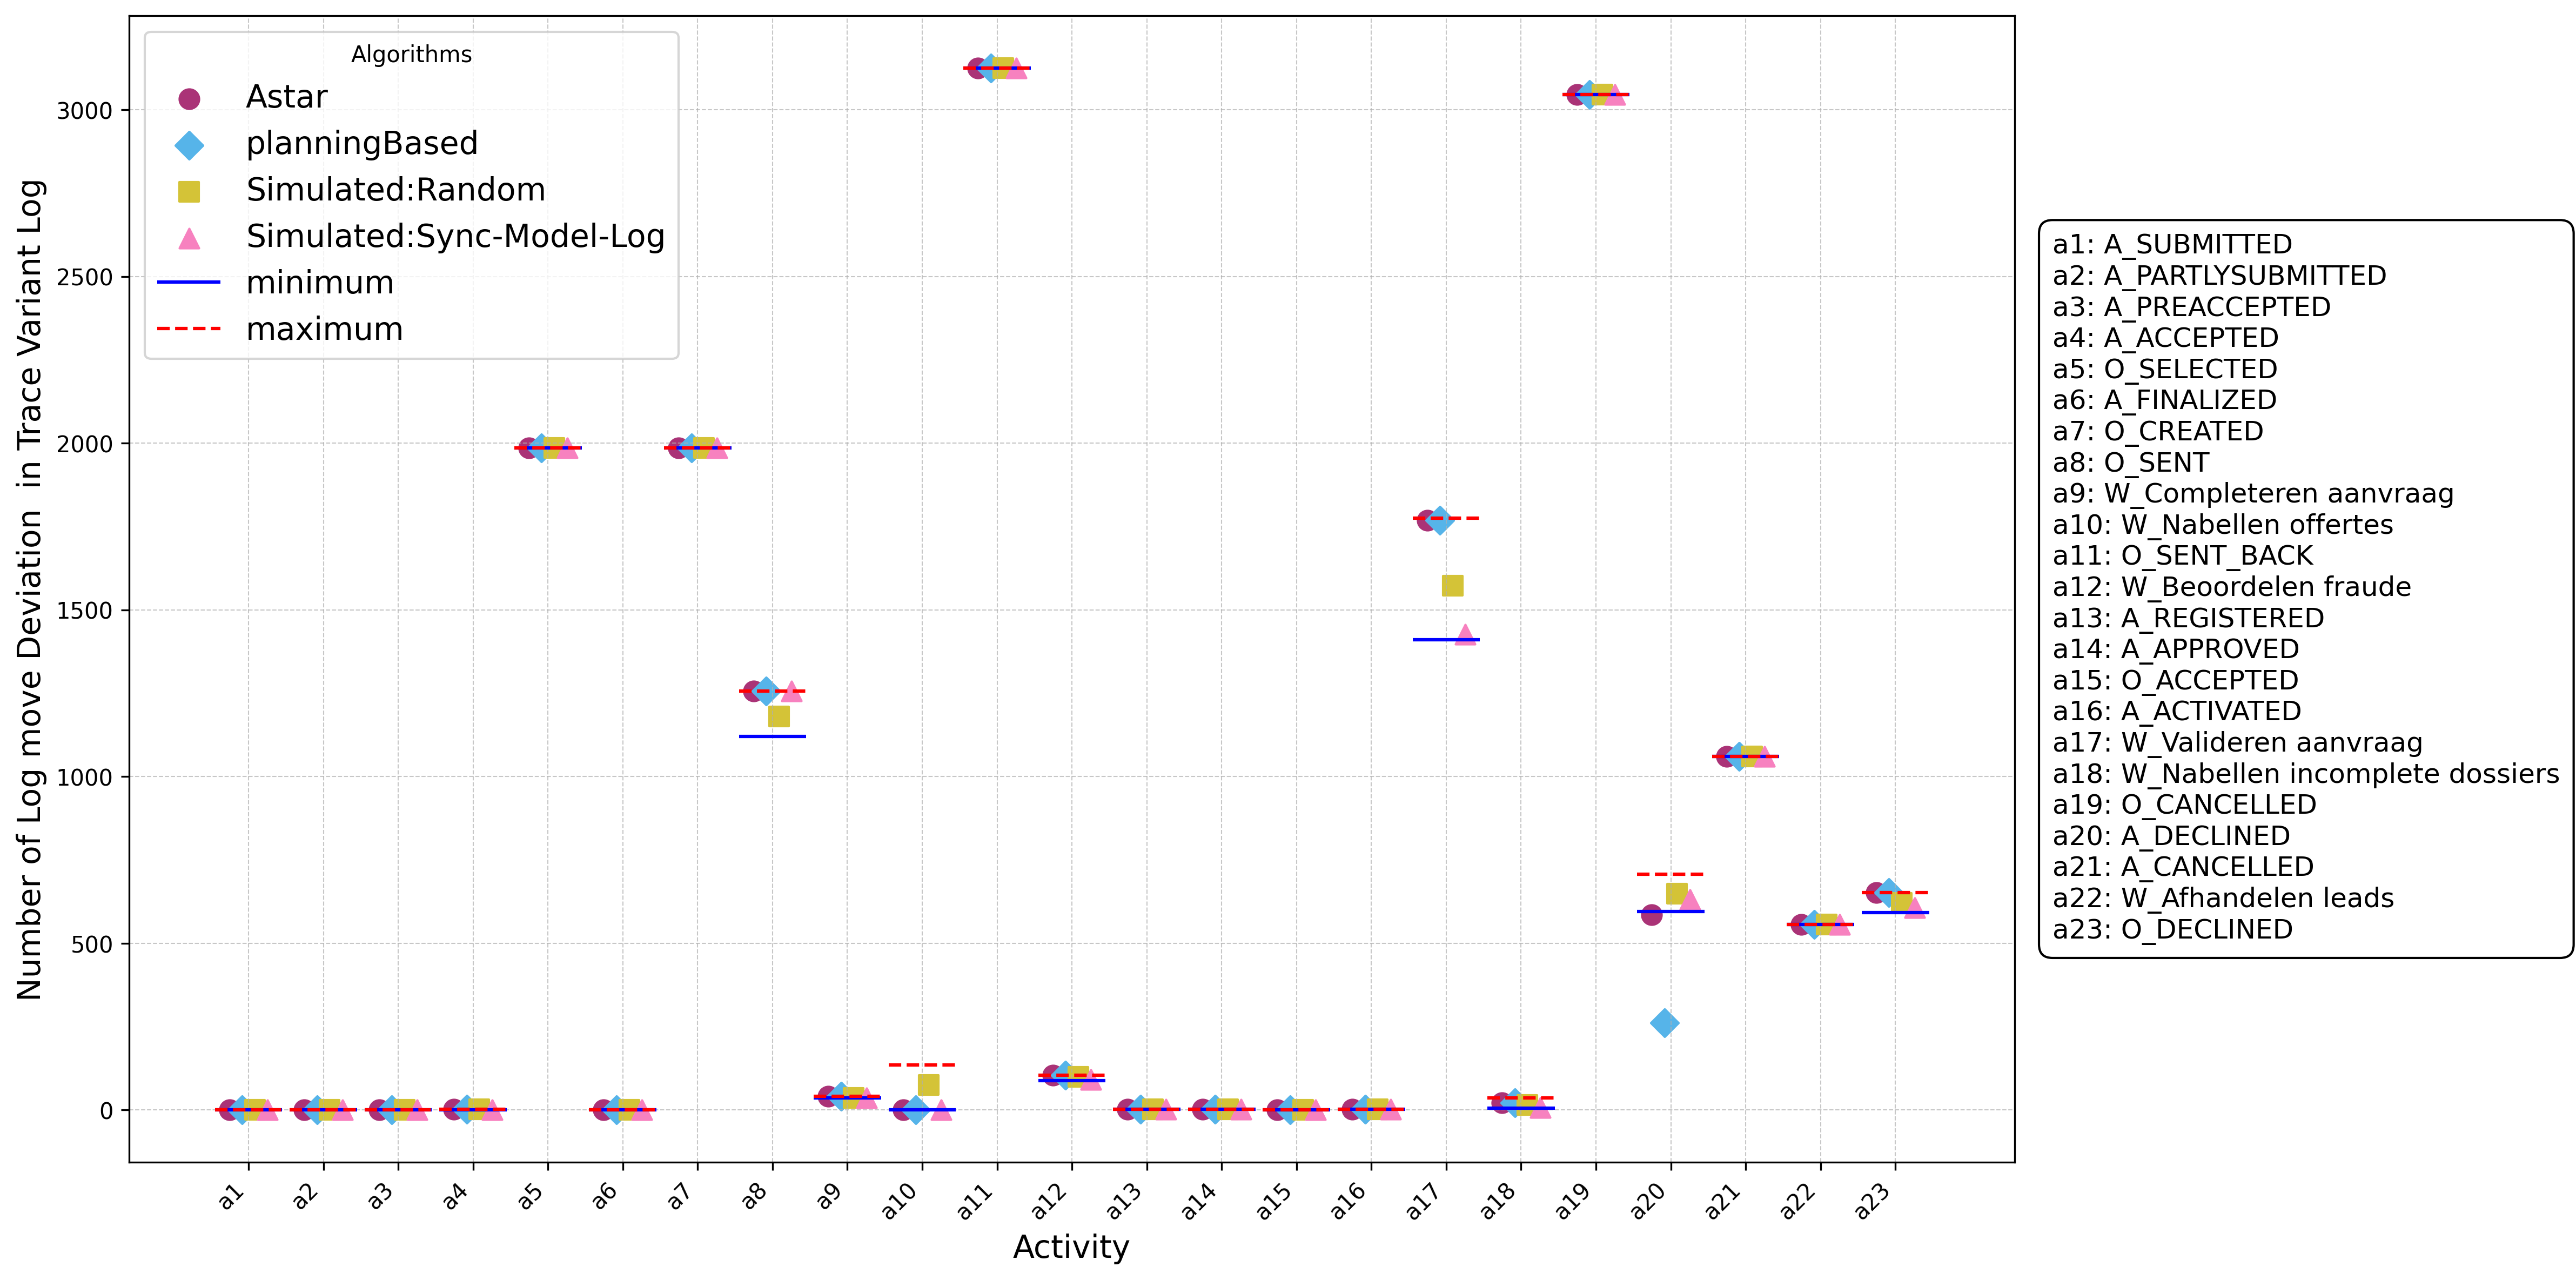 Algorithms
Astar
planningBased
Simulated:Random
Simulated:Sync-Model-Log
minimum
maximum
Number of Log move Deviation  in Trace Variant Log
3000
2500
2000
1500
1000
500
0
a1
a2
a3
a4
a5
a6
a7
a8
a9
a10
a11
a12
a13
a14
a15
a16
a17
a18
a19
a20
a21
a22
a23
Activity
a1: A_SUBMITTED
a2: A_PARTLYSUBMITTED
a3: A_PREACCEPTED
a4: A_ACCEPTED
a5: O_SELECTED
a6: A_FINALIZED
a7: O_CREATED
a8: O_SENT
a9: W_Completeren aanvraag
a10: W_Nabellen offertes
a11: O_SENT_BACK
a12: W_Beoordelen fraude
a13: A_REGISTERED
a14: A_APPROVED
a15: O_ACCEPTED
a16: A_ACTIVATED
a17: W_Valideren aanvraag
a18: W_Nabellen incomplete dossiers
a19: O_CANCELLED
a20: A_DECLINED
a21: A_CANCELLED
a22: W_Afhandelen leads
a23: O_DECLINED